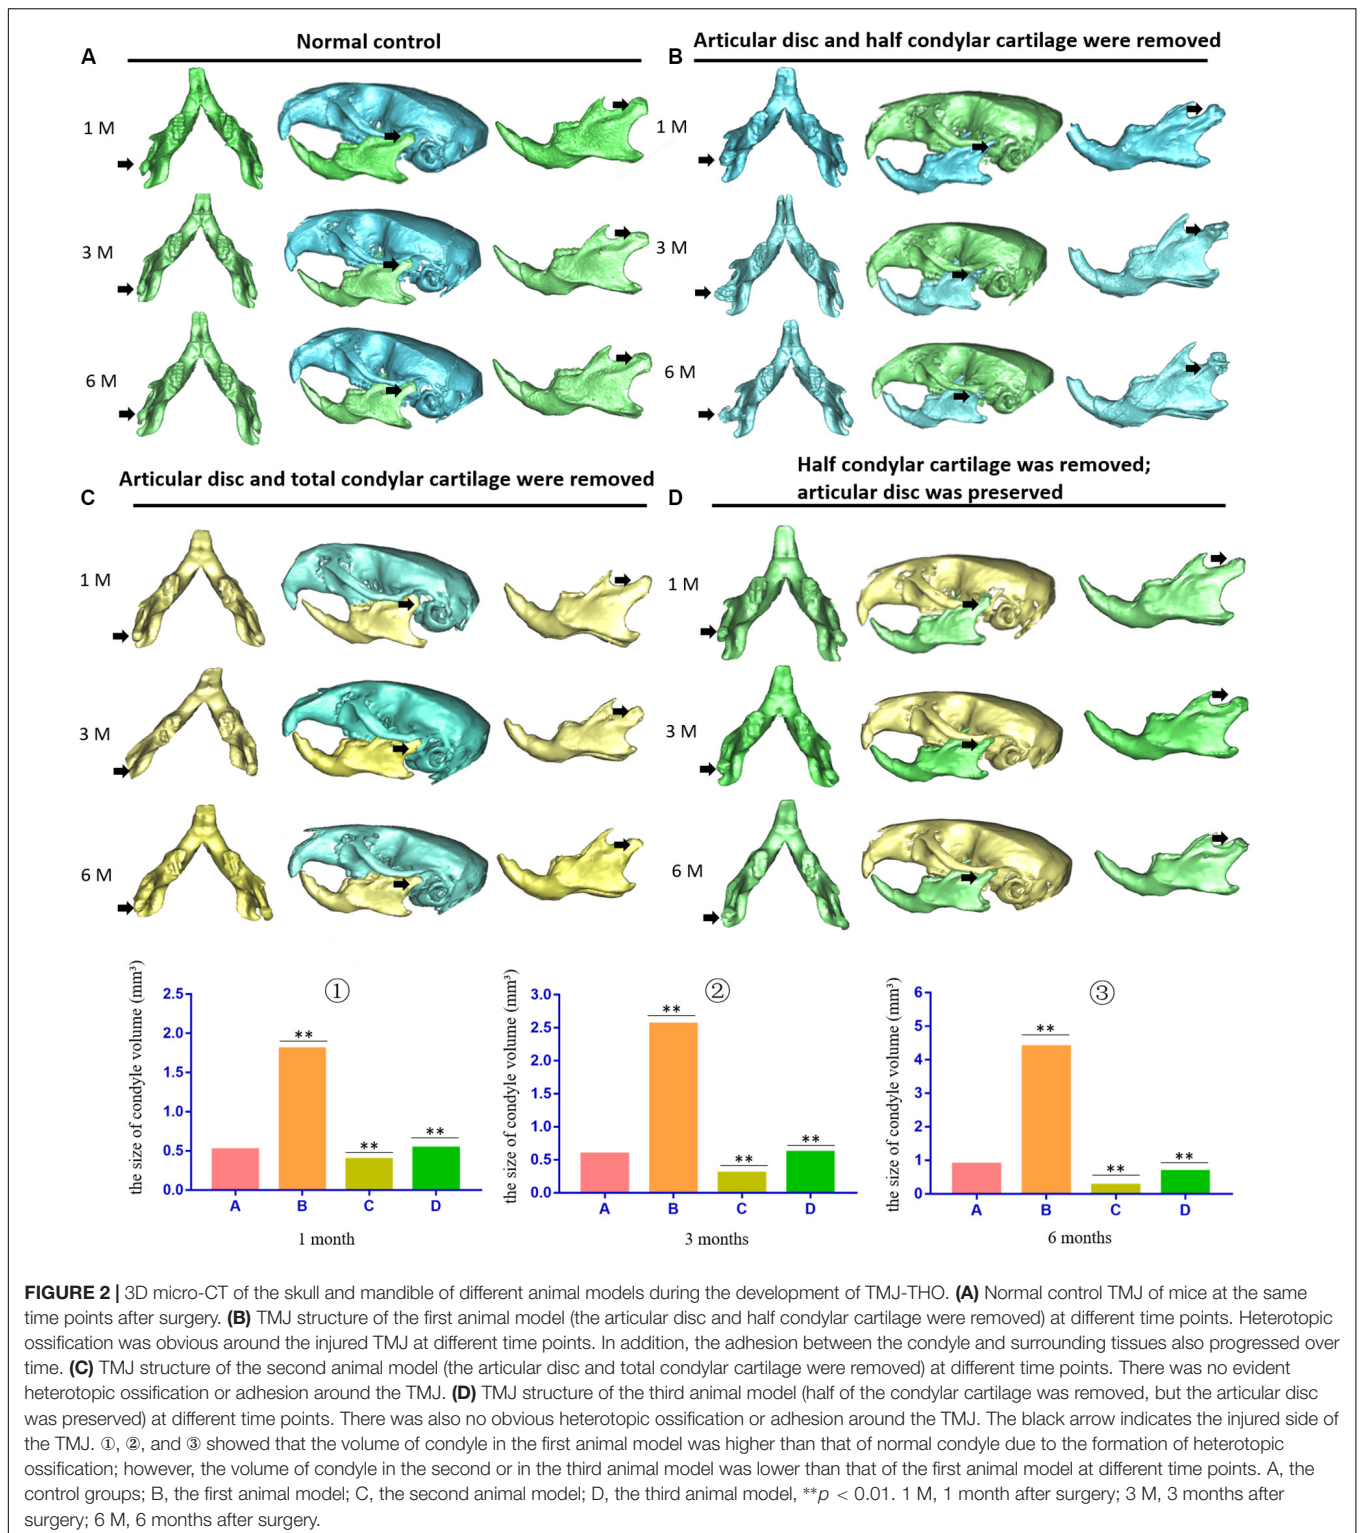 A
Normal control
1 M
3 M
6 M
B
Articular disc and half condylar cartilage were removed
1 M
3 M
6 M
C
Articular disc and total condylar cartilage were removed
1 M
3 M
6 M
D
Half condylar cartilage was removed;
articular disc was preserved
1 M
3 M
6 M
①
the size of condyle volume (mm³)
2.5
2.0
1.5
1.0
0.5
0.0
**
**
**
A B C D
1 month
②
the size of condyle volume (mm³)
3.0
2.5
2.0
1.5
1.0
0.5
0.0
**
**
**
A B C D
3 months
③
the size of condyle volume (mm³)
6
5
4
3
2
1
0
**
**
**
A B C D
6 months
FIGURE 2 | 3D micro-CT of the skull and mandible of different animal models during the development of TMJ-THO. (A) Normal control TMJ of mice at the same
time points after surgery. (B) TMJ structure of the first animal model (the articular disc and half condylar cartilage were removed) at different time points. Heterotopic
ossification was obvious around the injured TMJ at different time points. In addition, the adhesion between the condyle and surrounding tissues also progressed over
time. (C) TMJ structure of the second animal model (the articular disc and total condylar cartilage were removed) at different time points. There was no evident
heterotopic ossification or adhesion around the TMJ. (D) TMJ structure of the third animal model (half of the condylar cartilage was removed, but the articular disc
was preserved) at different time points. There was also no obvious heterotopic ossification or adhesion around the TMJ. The black arrow indicates the injured side of
the TMJ. ①, ②, and ③ showed that the volume of condyle in the first animal model was higher than that of normal condyle due to the formation of heterotopic
ossification; however, the volume of condyle in the second or in the third animal model was lower than that of the first animal model at different time points. A, the
control groups; B, the first animal model; C, the second animal model; D, the third animal model, **p < 0.01. 1 M, 1 month after surgery; 3 M, 3 months after
surgery; 6 M, 6 months after surgery.